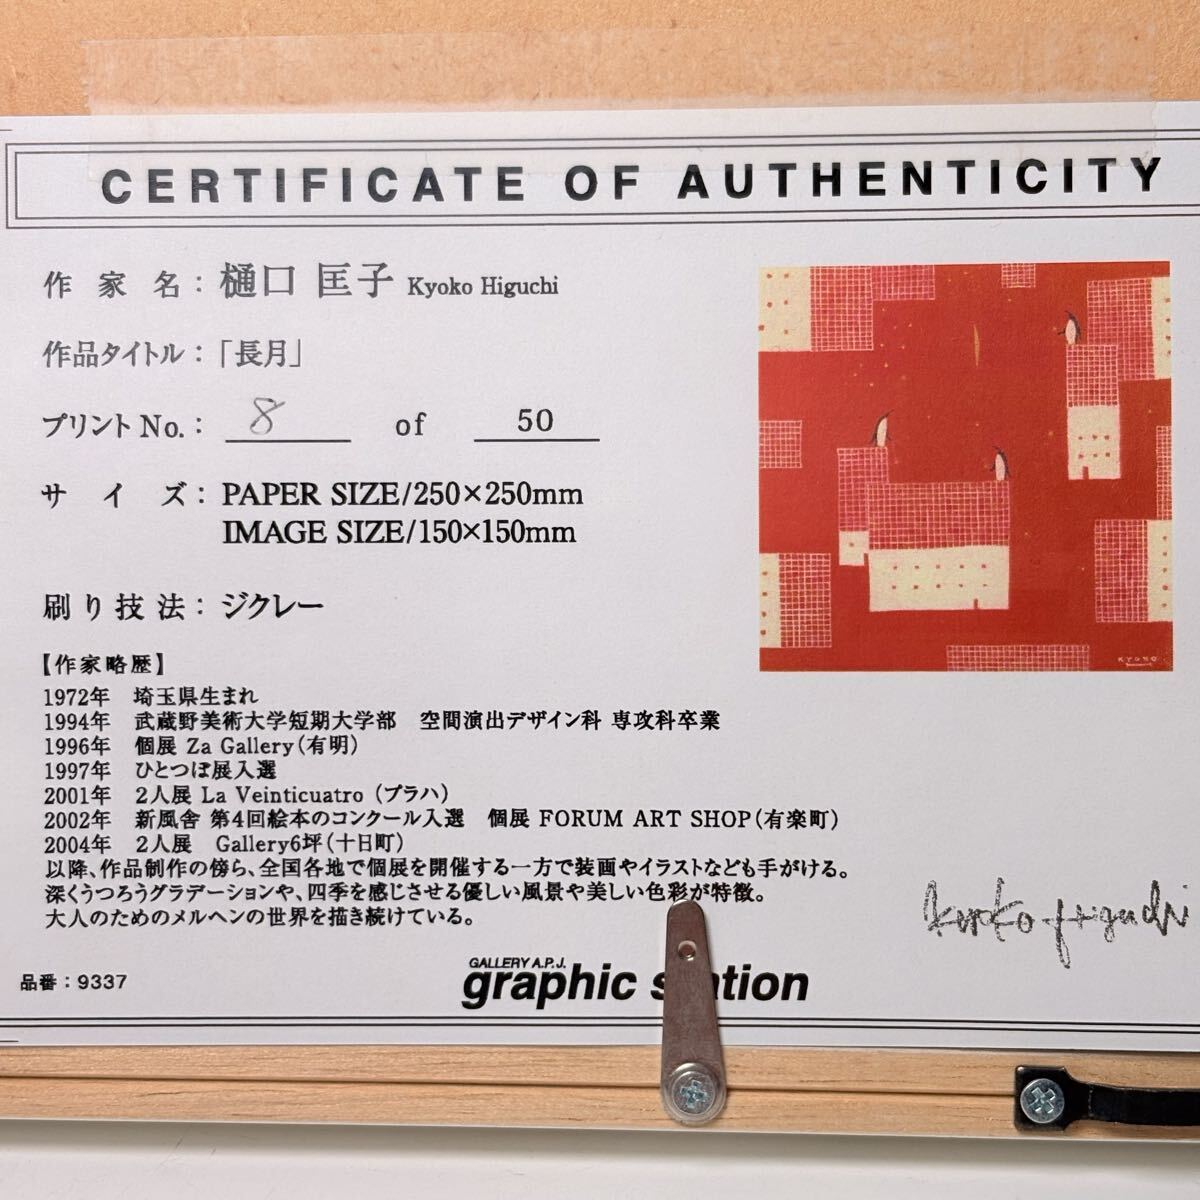 CERTIFICATE OF AUTHENTICITY
作家名：樋口 匡子 Kyoko Higuchi
作品タイトル：「長月」
プリントNo.： 8 of 50
サイズ：PAPER SIZE/250×250mm
IMAGE SIZE/150×150mm
刷り技法：ジクレー
【作家略歴】
1972年 埼玉県生まれ
1994年 武蔵野美術大学短期大学部 空間演出デザイン科 専攻科卒業
1996年 個展 Za Gallery（有明）
1997年 ひとつぼ展入選
2001年 2人展 La Veinticuatro（プラハ）
2002年 新風舎 第4回絵本のコンクール入選 個展 FORUM ART SHOP（有楽町）
2004年 2人展 Gallery6坪（十日町）
以降、作品制作の傍ら、全国各地で個展を開催する一方で装画やイラストなども手がける。
深くうつろうグラデーションや、四季を感じさせる優しい風景や美しい色彩が特徴。
大人のためのメルヘンの世界を描き続けている。
KYOKO
Kyoko Higuchi
品番：9337
GALLERY A.P.J.
graphic s ation